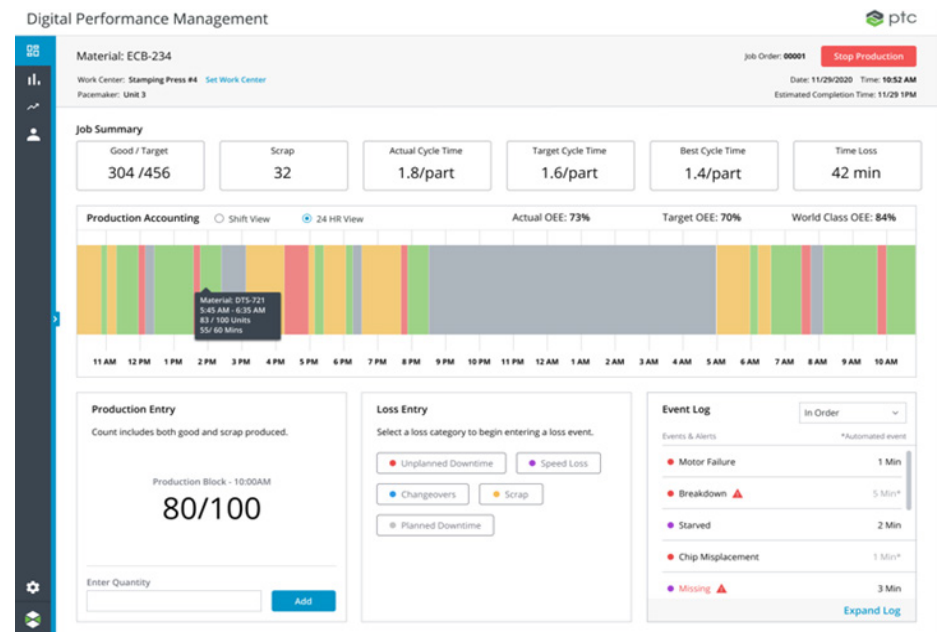 Digital Performance Management
ptc
Material: ECB-234
Job Order: 00001
Stop Production
Work Center: Stamping Press #4 Set Work Center
Date: 11/29/2020 Time: 10:52 AM
Pacemaker: Unit 3
Estimated Completion Time: 11/29 1PM
Job Summary
Good / Target
304 /456
Scrap
32
Actual Cycle Time
1.8/part
Target Cycle Time
1.6/part
Best Cycle Time
1.4/part
Time Loss
42 min
Production Accounting
Shift View
24 HR View
Actual OEE: 73%
Target OEE: 70%
World Class OEE: 84%
Material: DTS-721
5:45 AM - 6:35 AM
83 / 100 Units
55/ 60 Mins
11 AM 12 PM 1 PM 2 PM 3 PM 4 PM 5 PM 6 PM 7 PM 8 PM 9 PM 10 PM 11 PM 12 AM 1 AM 2 AM 3 AM 4 AM 5 AM 6 AM 7 AM 8 AM 9 AM 10 AM
Production Entry
Count includes both good and scrap produced.
Production Block - 10:00AM
80/100
Enter Quantity
Add
Loss Entry
Select a loss category to begin entering a loss event.
Unplanned Downtime
Speed Loss
Changeovers
Scrap
Planned Downtime
Event Log
In Order
Events & Alerts
*Automated event
Motor Failure 1 Min
Breakdown 5 Min*
Starved 2 Min
Chip Misplacement 1 Min*
Missing 3 Min
Expand Log